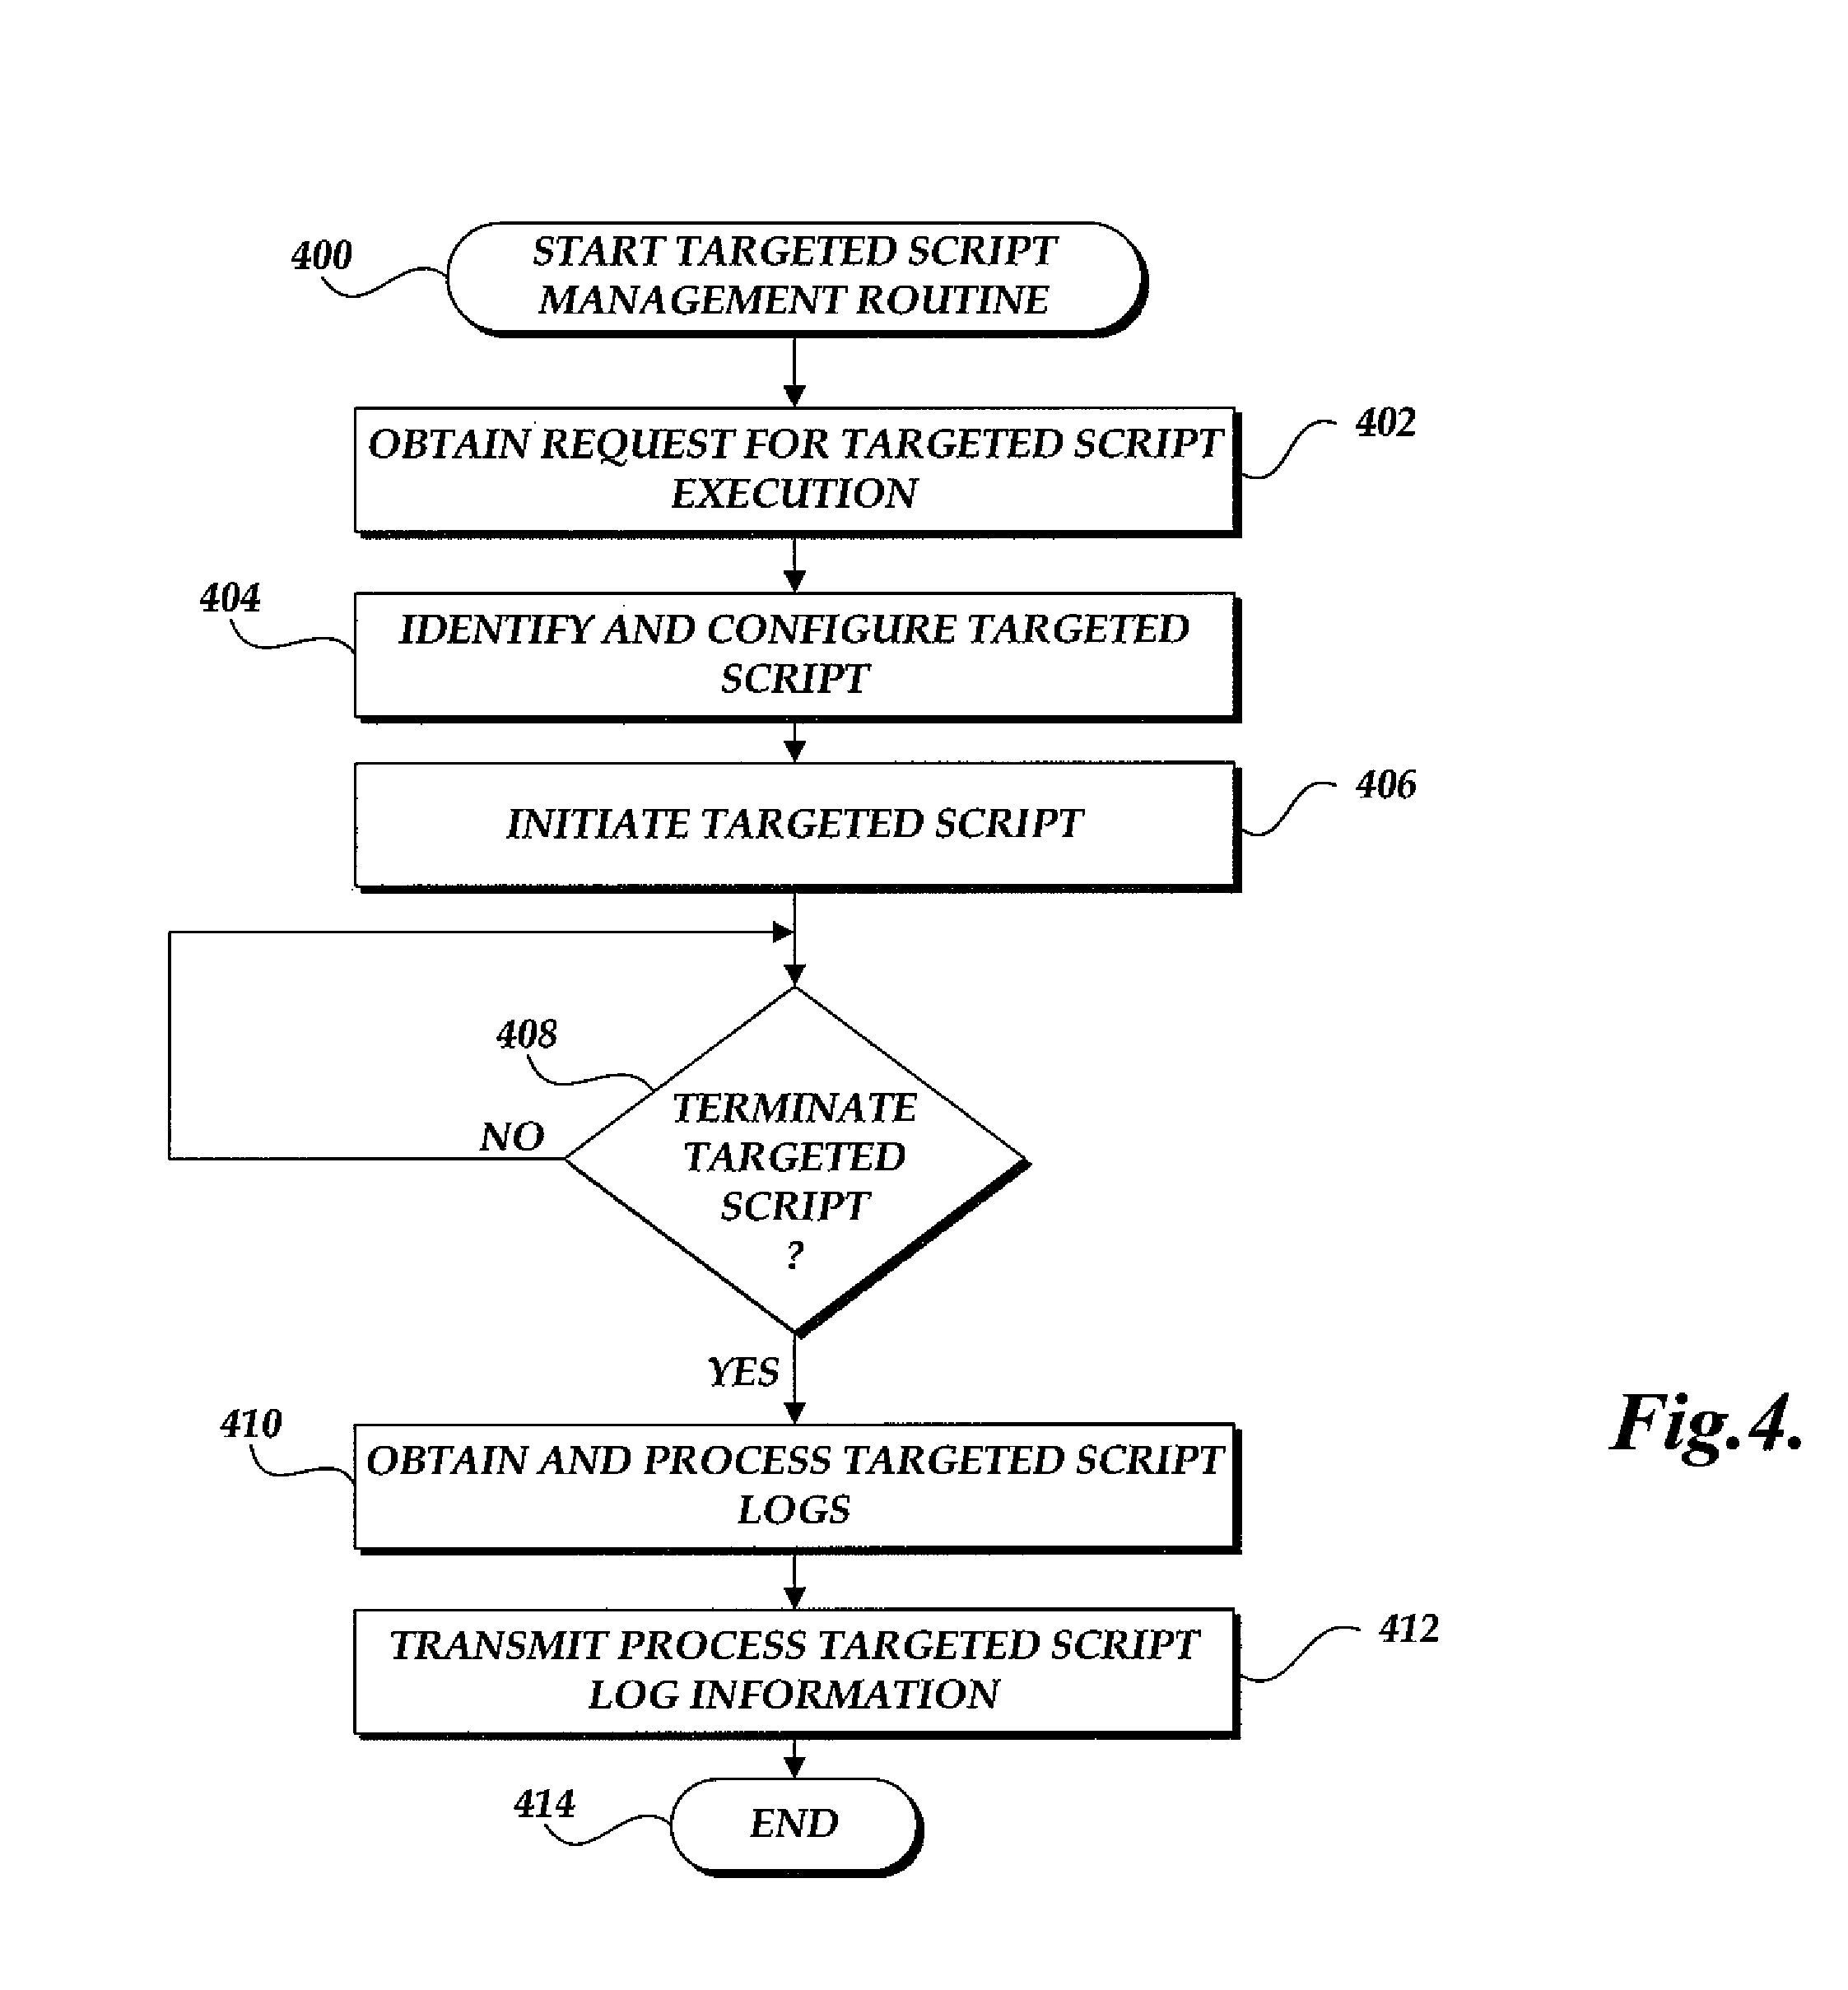 400
START TARGETED SCRIPT
MANAGEMENT ROUTINE
402
OBTAIN REQUEST FOR TARGETED SCRIPT
EXECUTION
404
IDENTIFY AND CONFIGURE TARGETED
SCRIPT
406
INITIATE TARGETED SCRIPT
408
NO
TERMINATE
TARGETED
SCRIPT
?
YES
410
OBTAIN AND PROCESS TARGETED SCRIPT
LOGS
Fig.4.
412
TRANSMIT PROCESS TARGETED SCRIPT
LOG INFORMATION
414
END